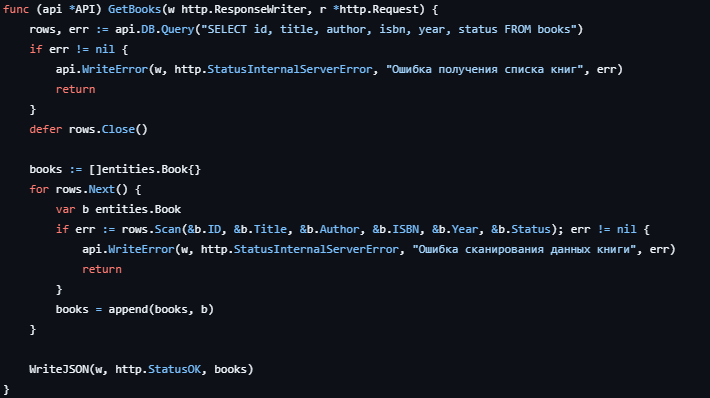 func (api *API) GetBooks(w http.ResponseWriter, r *http.Request) {
    rows, err := api.DB.Query("SELECT id, title, author, isbn, year, status FROM books")
    if err != nil {
        api.WriteError(w, http.StatusInternalServerError, "Ошибка получения списка книг", err)
        return
    }
    defer rows.Close()

    books := []entities.Book{}
    for rows.Next() {
        var b entities.Book
        if err := rows.Scan(&b.ID, &b.Title, &b.Author, &b.ISBN, &b.Year, &b.Status); err != nil {
            api.WriteError(w, http.StatusInternalServerError, "Ошибка сканирования данных книги", err)
            return
        }
        books = append(books, b)
    }

    WriteJSON(w, http.StatusOK, books)
}